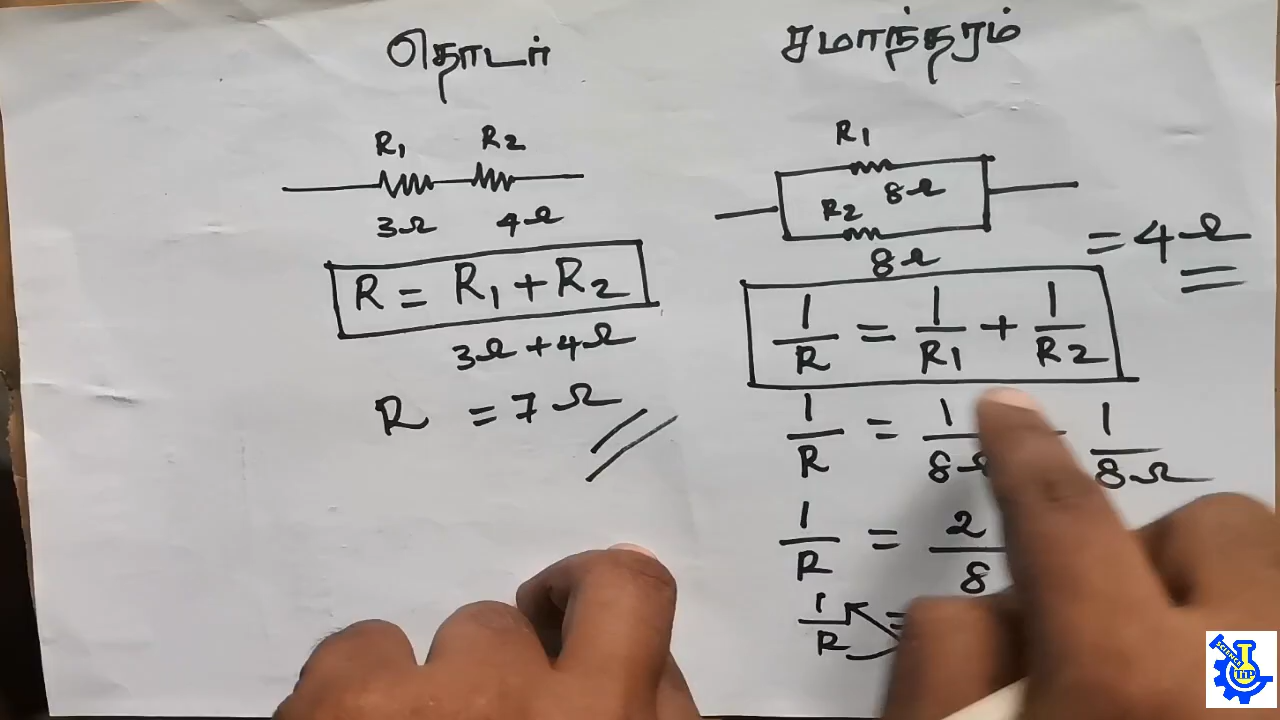 தொடர்
R1 R2
3Ω 4Ω
R = R1 + R2
3Ω + 4Ω
R = 7Ω
சமாந்தரம்
R1
8Ω
R2
8Ω
= 4Ω
1/R = 1/R1 + 1/R2
1/R = 1/8Ω 1/8Ω
1/R = 2/8
1/R =